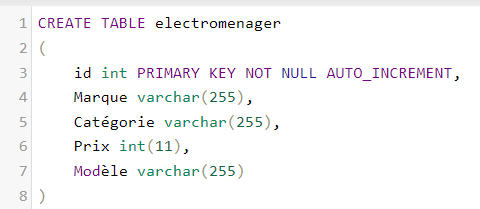 1 CREATE TABLE electromenager
2 (
3     id int PRIMARY KEY NOT NULL AUTO_INCREMENT,
4     Marque varchar(255),
5     Catégorie varchar(255),
6     Prix int(11),
7     Modèle varchar(255)
8 )